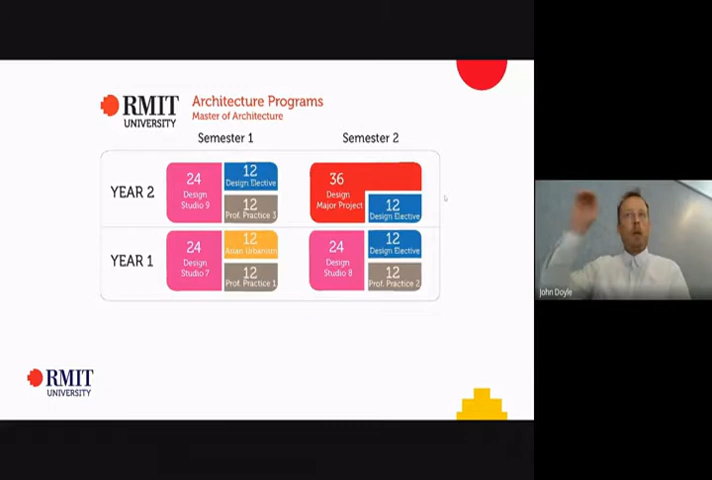 RMIT
UNIVERSITY
Architecture Programs
Master of Architecture
Semester 1
Semester 2
YEAR 2
24
Design
Studio 9
12
Design Elective
12
Prof. Practice 3
36
Design
Major Project
12
Design Elective
YEAR 1
24
Design
Studio 7
12
Asian Urbanism
12
Prof. Practice 1
24
Design
Studio 8
12
Design Elective
12
Prof. Practice 2
John Doyle
RMIT
UNIVERSITY